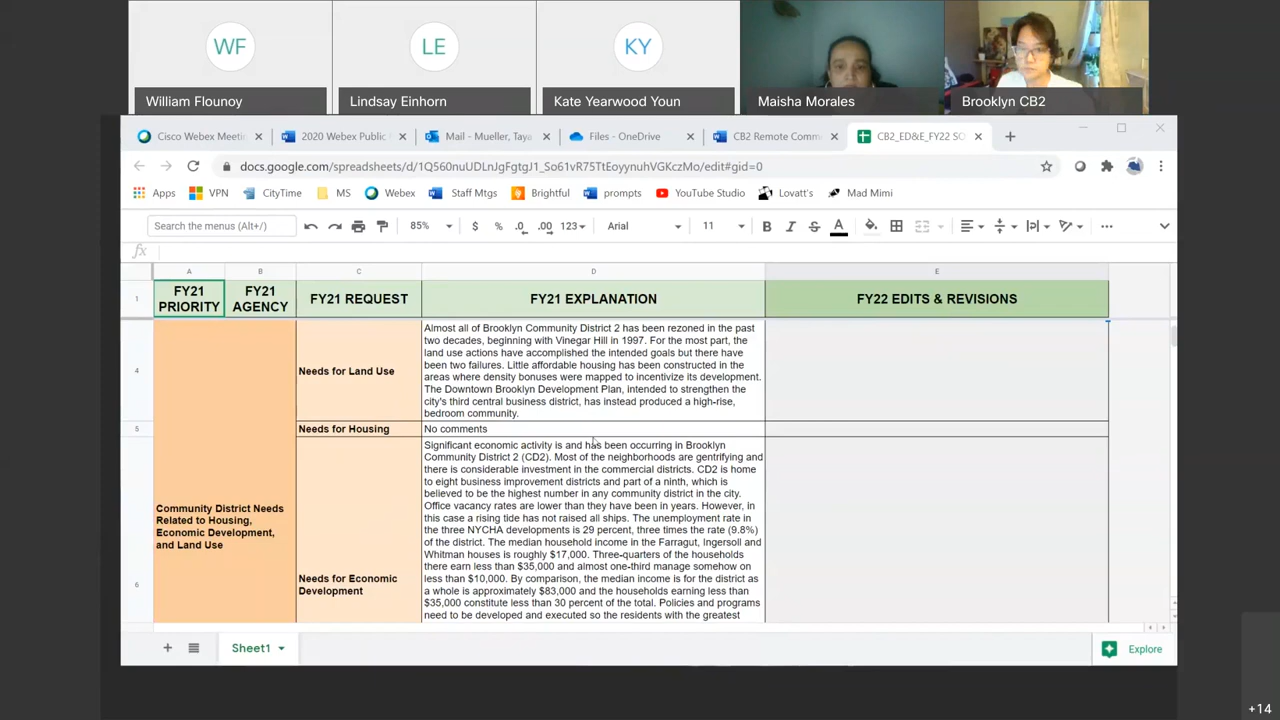 WF
LE
KY
William Flounoy
Lindsay Einhorn
Kate Yearwood Youn
Maisha Morales
Brooklyn CB2
Cisco Webex Meeti
2020 Webex Public
Mail - Mueller, Taya
Files - OneDrive
CB2 Remote Comm
CB2_ED&E_FY22 SO
docs.google.com/spreadsheets/d/1Q560nuUDLnJgFgtgJ1_So61vR75TtEoyynuhVGKczMo/edit#gid=0
Apps
VPN
CityTime
MS
Webex
Staff Mtgs
Brightful
prompts
YouTube Studio
Lovatt's
Mad Mimi
Search the menus (Alt+/)
85%
$
%
.0
.00
123
Arial
11
B
I
S
A
fx
A
B
C
D
E
1
FY21
PRIORITY
FY21
AGENCY
FY21 REQUEST
FY21 EXPLANATION
FY22 EDITS & REVISIONS
4
Needs for Land Use
Almost all of Brooklyn Community District 2 has been rezoned in the past
two decades, beginning with Vinegar Hill in 1997. For the most part, the
land use actions have accomplished the intended goals but there have
been two failures. Little affordable housing has been constructed in the
areas where density bonuses were mapped to incentivize its development.
The Downtown Brooklyn Development Plan, intended to strengthen the
city's third central business district, has instead produced a high-rise,
bedroom community.
5
Needs for Housing
No comments
Community District Needs
Related to Housing,
Economic Development,
and Land Use
6
Needs for Economic
Development
Significant economic activity is and has been occurring in Brooklyn
Community District 2 (CD2). Most of the neighborhoods are gentrifying and
there is considerable investment in the commercial districts. CD2 is home
to eight business improvement districts and part of a ninth, which is
believed to be the highest number in any community district in the city.
Office vacancy rates are lower than they have been in years. However, in
this case a rising tide has not raised all ships. The unemployment rate in
the three NYCHA developments is 29 percent, three times the rate (9.8%)
of the district. The median household income in the Farragut, Ingersoll and
Whitman houses is roughly $17,000. Three-quarters of the households
there earn less than $35,000 and almost one-third manage somehow on
less than $10,000. By comparison, the median income is for the district as
a whole is approximately $83,000 and the households earning less than
$35,000 constitute less than 30 percent of the total. Policies and programs
need to be developed and executed so the residents with the greatest
Sheet1
Explore
+14